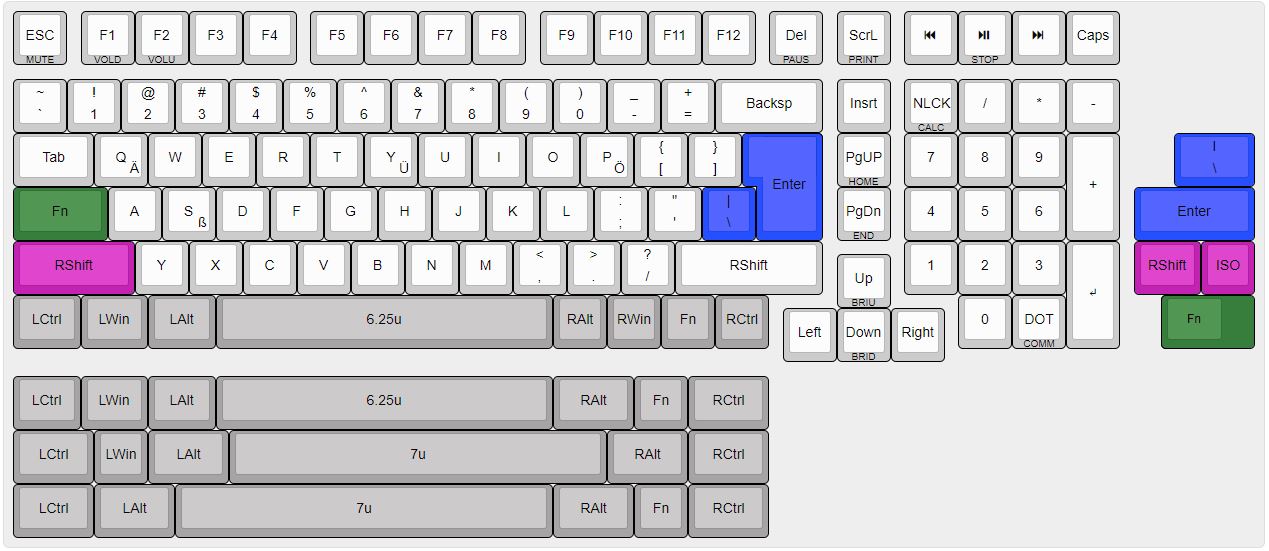 ESC F1 F2 F3 F4 F5 F6 F7 F8 F9 F10 F11 F12 Del ScrL ⏮ ⏯ ⏭ Caps
MUTE VOLD VOLU PAUS PRINT STOP
~ ! @ # $ % ^ & * ( ) _ +
` 1 2 3 4 5 6 7 8 9 0 - = Backsp Insrt NLCK / * -
CALC
Tab Q Ä W E R T Y Ü U I O P Ö { [ } ] Enter PgUP 7 8 9 + | \
HOME
Fn A S ß D F G H J K L : ; " ' | \ PgDn 4 5 6 Enter
END
RShift Y X C V B N M < , > . ? / RShift Up 1 2 3 ↵ RShift ISO
BRIU
LCtrl LWin LAlt 6.25u RAlt RWin Fn RCtrl Left Down Right 0 DOT Fn
BRID COMM
LCtrl LWin LAlt 6.25u RAlt Fn RCtrl
LCtrl LWin LAlt 7u RAlt RCtrl
LCtrl LAlt 7u RAlt Fn RCtrl